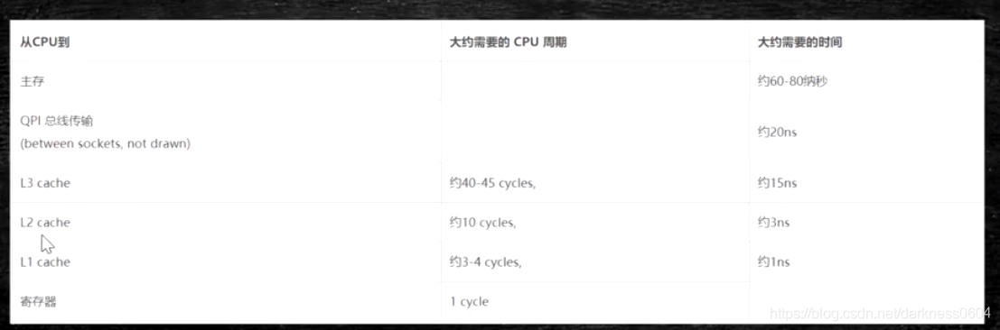 从CPU到 大约需要的 CPU 周期 大约需要的时间
主存 约60-80纳秒
QPI 总线传输
(between sockets, not drawn) 约20ns
L3 cache 约40-45 cycles, 约15ns
L2 cache 约10 cycles, 约3ns
L1 cache 约3-4 cycles, 约1ns
寄存器 1 cycle
https://blog.csdn.net/darkness0604